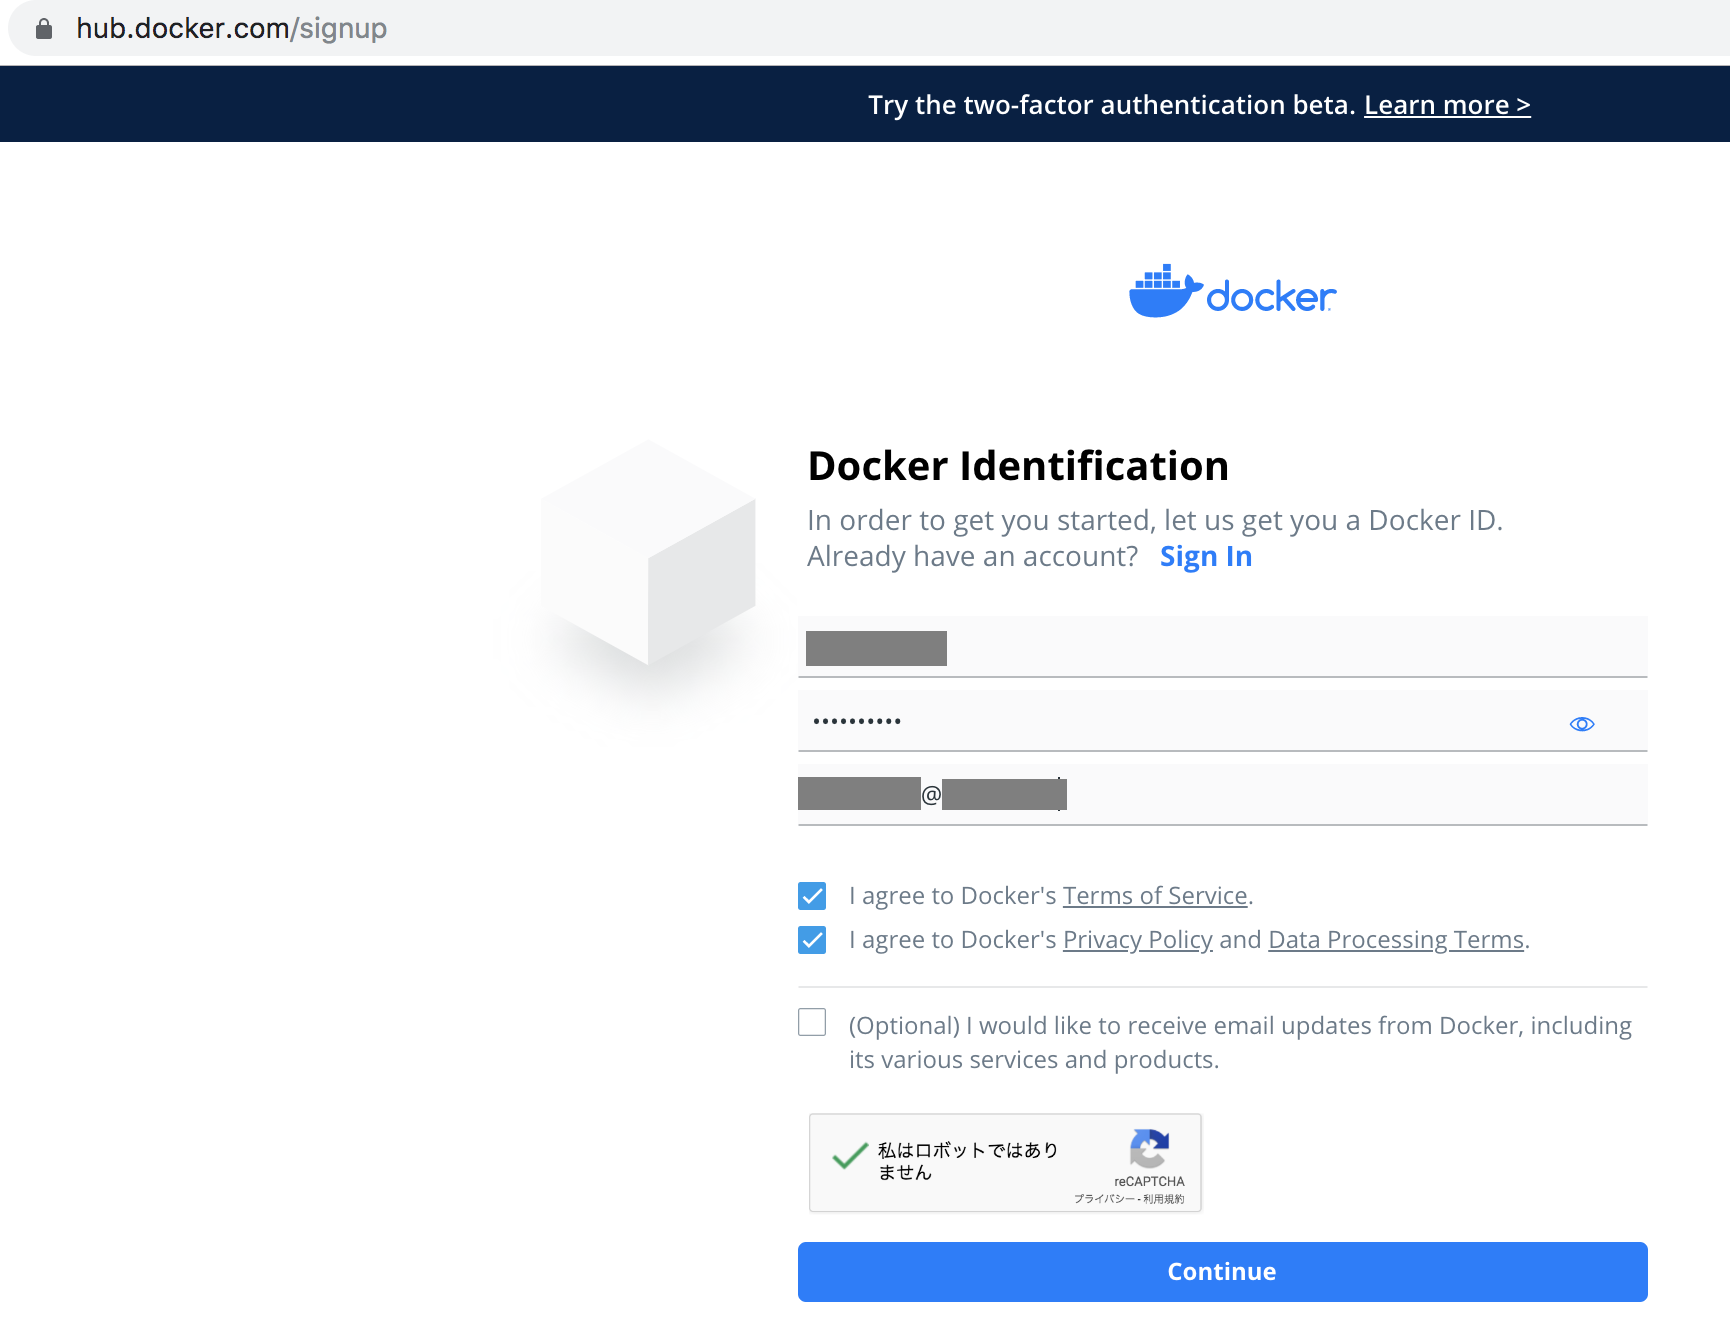 hub.docker.com/signup
Try the two-factor authentication beta. Learn more >
docker
Docker Identification
In order to get you started, let us get you a Docker ID.
Already have an account? Sign In
••••••••••
@
I agree to Docker's Terms of Service.
I agree to Docker's Privacy Policy and Data Processing Terms.
(Optional) I would like to receive email updates from Docker, including
its various services and products.
私はロボットではあり
ません
reCAPTCHA
プライバシー - 利用規約
Continue